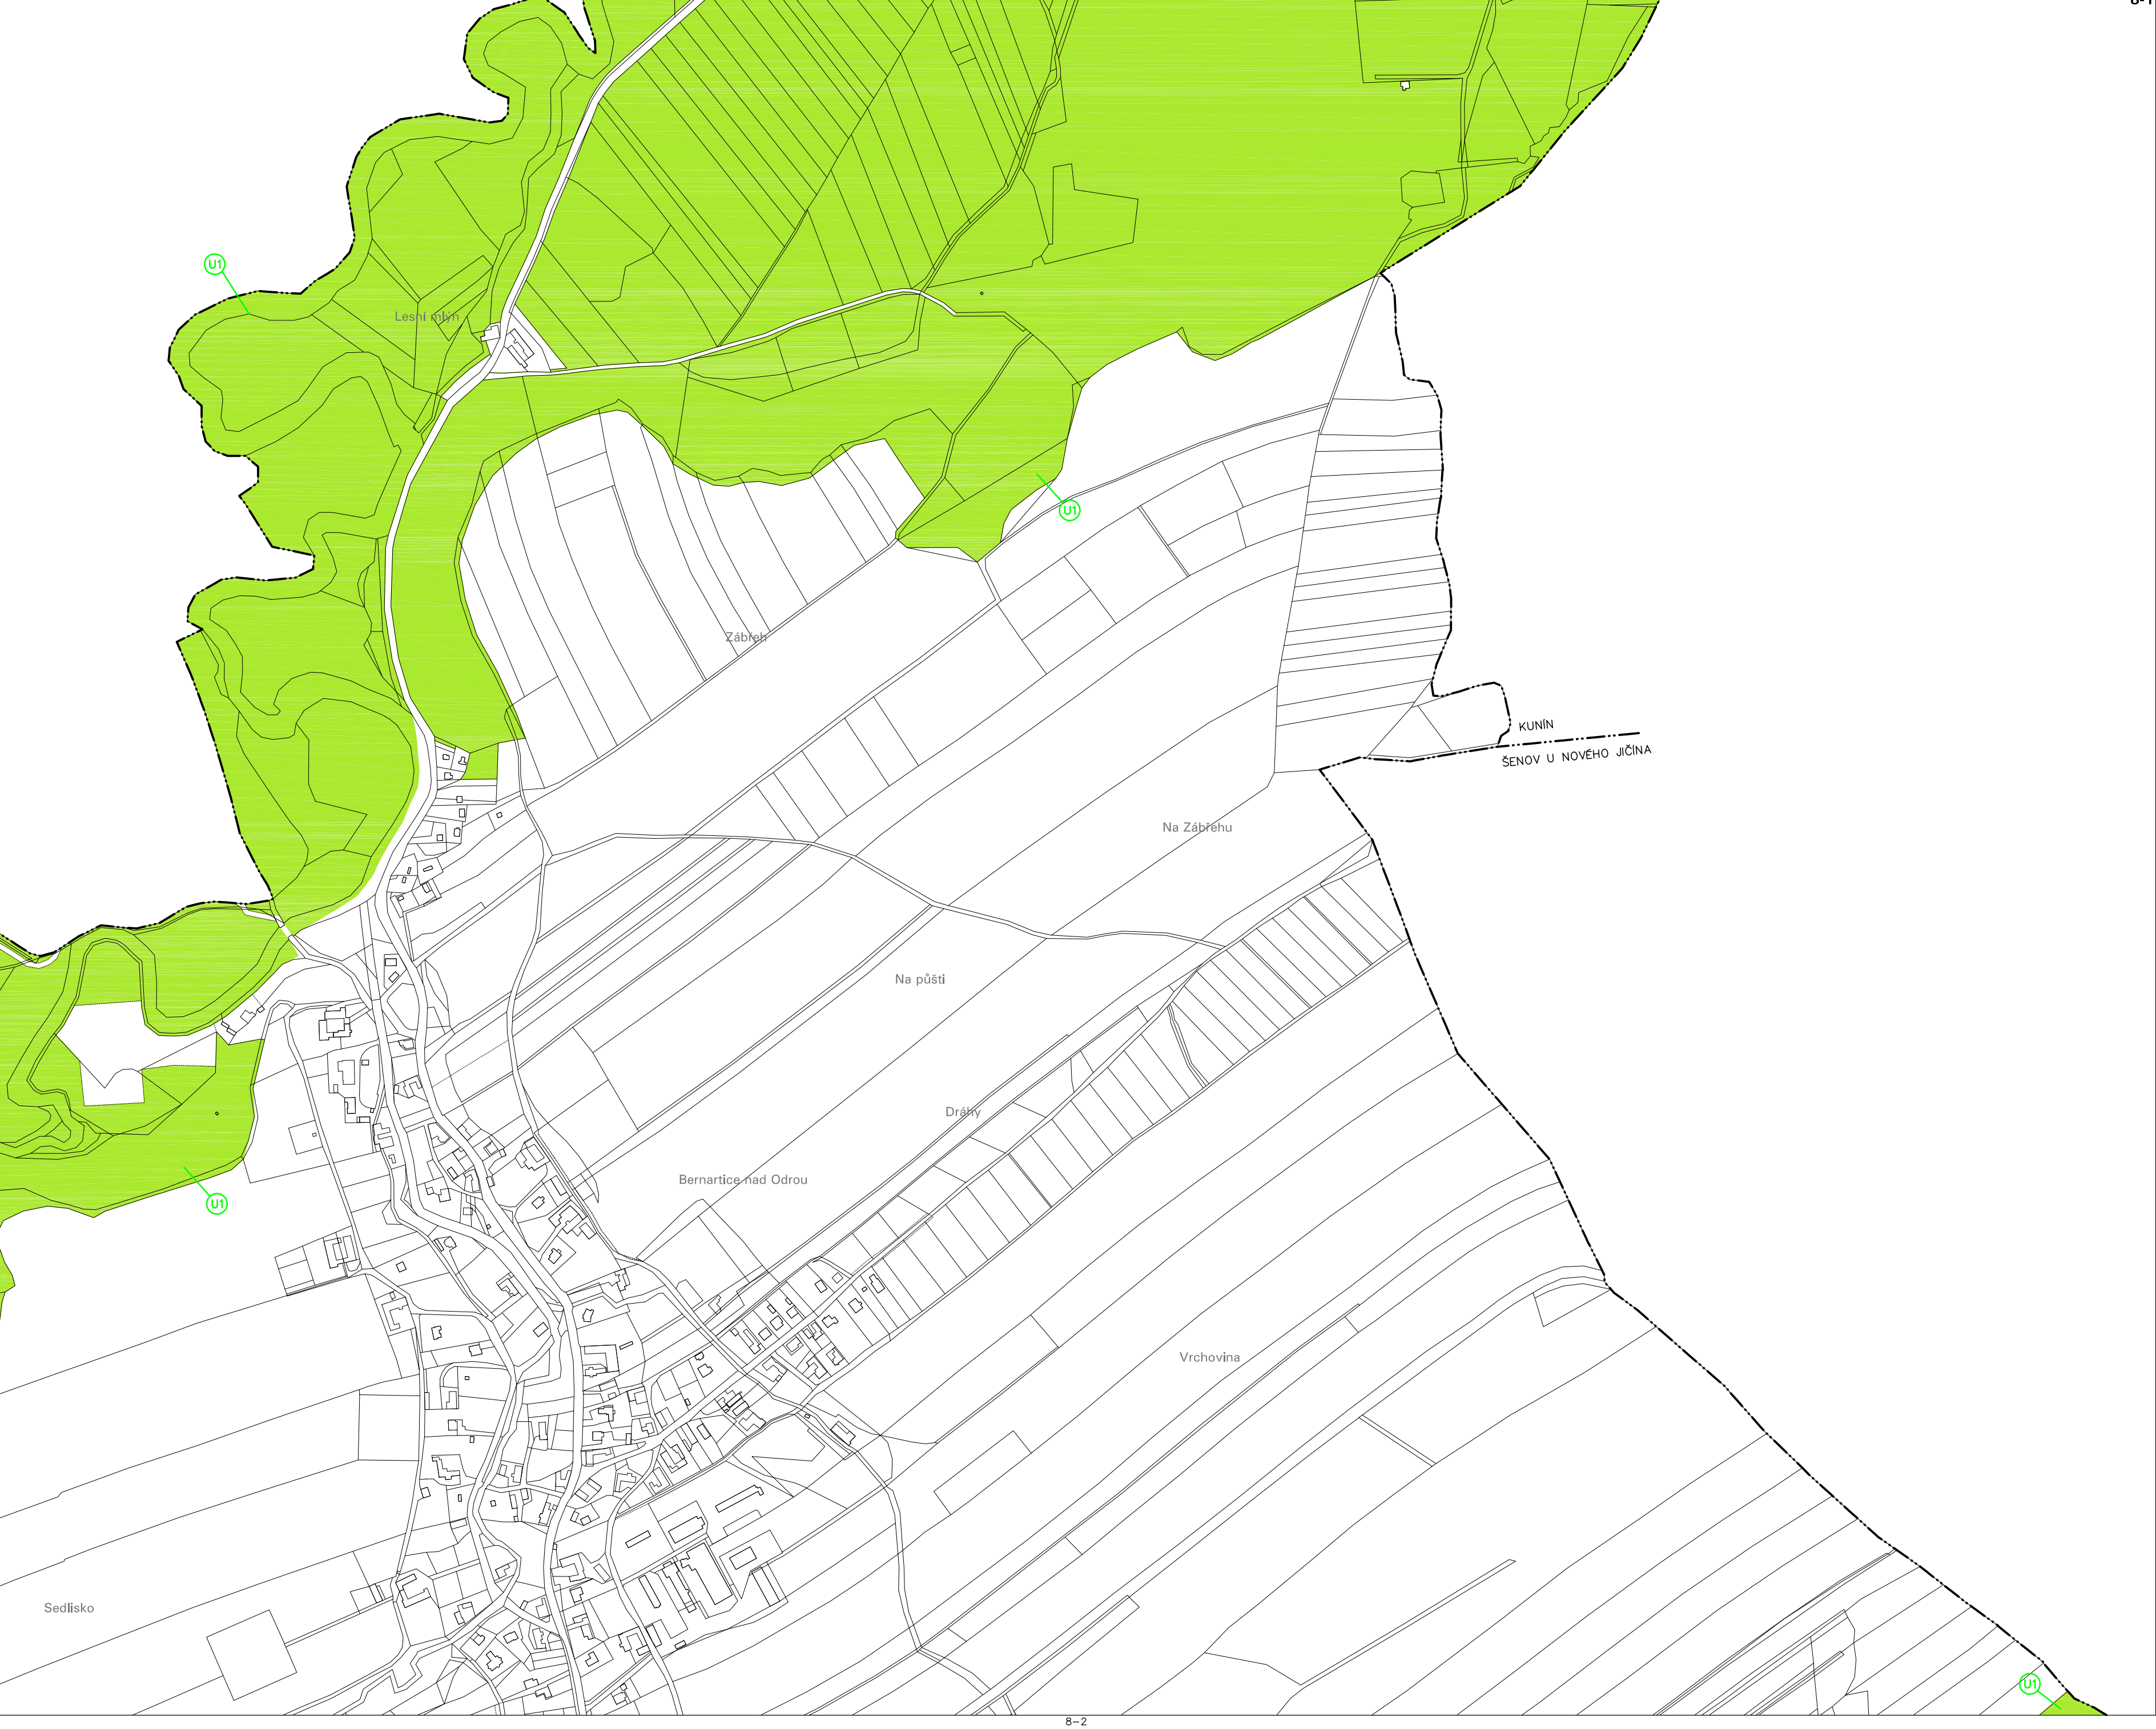 U1
Lesní mlýn
U1
Zábřeh
KUNÍN
ŠENOV U NOVÉHO JIČÍNA
Na Zábřehu
Na půšti
Dráhy
Bernartice nad Odrou
U1
Vrchovina
Sedlisko
U1
8-2